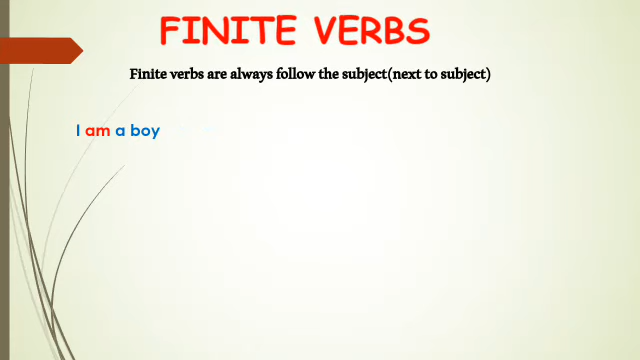 FINITE VERBS
Finite verbs are always follow the subject(next to subject)
I am a boy